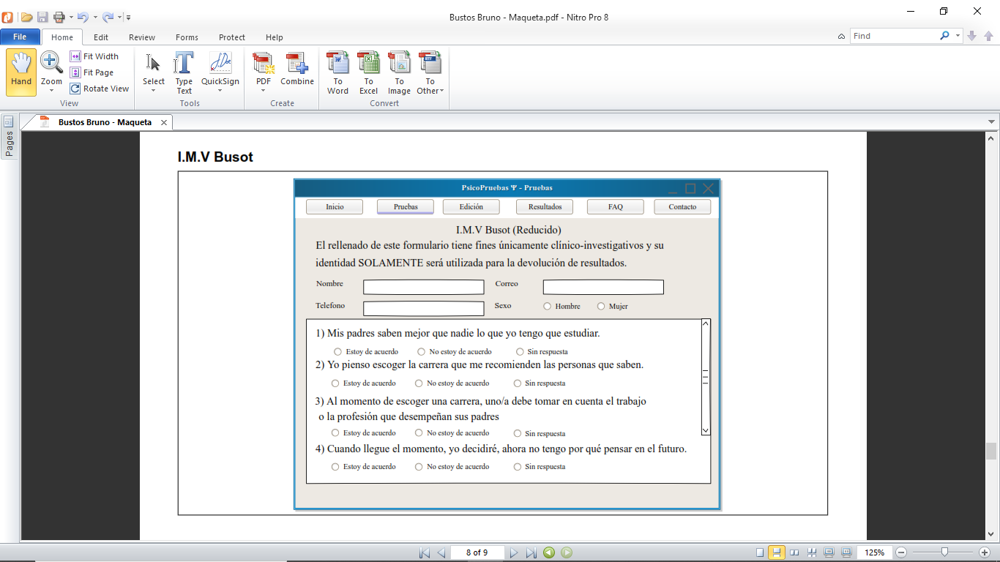 Bustos Bruno - Maqueta.pdf - Nitro Pro 8
File Home Edit Review Forms Protect Help Find
Hand
Zoom
Fit Width
Fit Page
Rotate View
View
Select
Type Text
QuickSign
Tools
PDF
Combine
Create
To Word
To Excel
To Image
To Other
Convert
Bustos Bruno - Maqueta
Pages
I.M.V Busot
PsicoPruebas Ψ - Pruebas
Inicio Pruebas Edición Resultados FAQ Contacto
I.M.V Busot (Reducido)
El rellenado de este formulario tiene fines únicamente clínico-investigativos y su
identidad SOLAMENTE será utilizada para la devolución de resultados.
Nombre Correo
Telefono Sexo Hombre Mujer
1) Mis padres saben mejor que nadie lo que yo tengo que estudiar.
Estoy de acuerdo No estoy de acuerdo Sin respuesta
2) Yo pienso escoger la carrera que me recomienden las personas que saben.
Estoy de acuerdo No estoy de acuerdo Sin respuesta
3) Al momento de escoger una carrera, uno/a debe tomar en cuenta el trabajo
o la profesión que desempeñan sus padres
Estoy de acuerdo No estoy de acuerdo Sin respuesta
4) Cuando llegue el momento, yo decidiré, ahora no tengo por qué pensar en el futuro.
Estoy de acuerdo No estoy de acuerdo Sin respuesta
8 of 9
125%